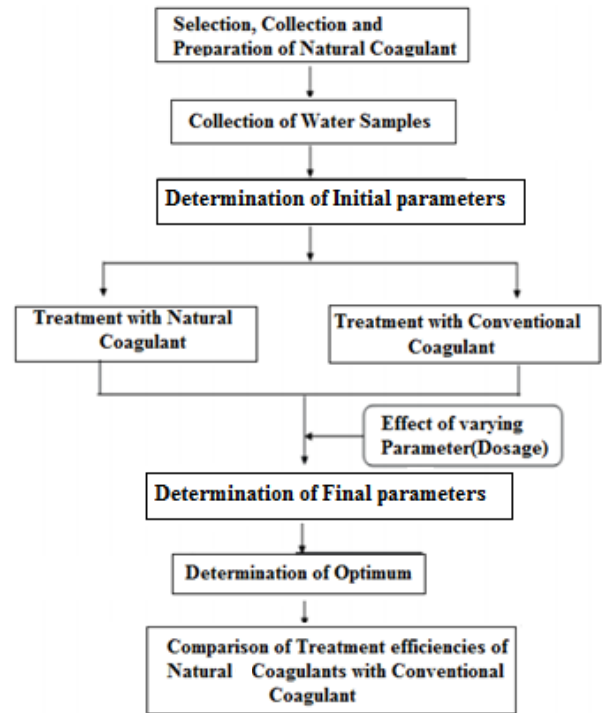 Selection, Collection and
Preparation of Natural Coagulant
Collection of Water Samples
Determination of Initial parameters
Treatment with Natural
Coagulant
Treatment with Conventional
Coagulant
Effect of varying
Parameter(Dosage)
Determination of Final parameters
Determination of Optimum
Comparison of Treatment efficiencies of
Natural Coagulants with Conventional
Coagulant